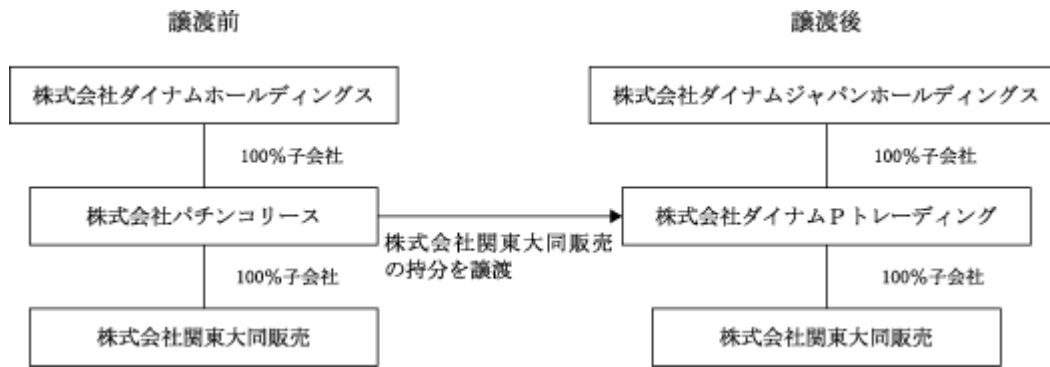 譲渡前
譲渡後
株式会社ダイナムホールディングス
株式会社ダイナムジャパンホールディングス
100％子会社
100％子会社
株式会社パチンコリース
株式会社ダイナムＰトレーディング
株式会社関東大同販売
の持分を譲渡
100％子会社
100％子会社
株式会社関東大同販売
株式会社関東大同販売